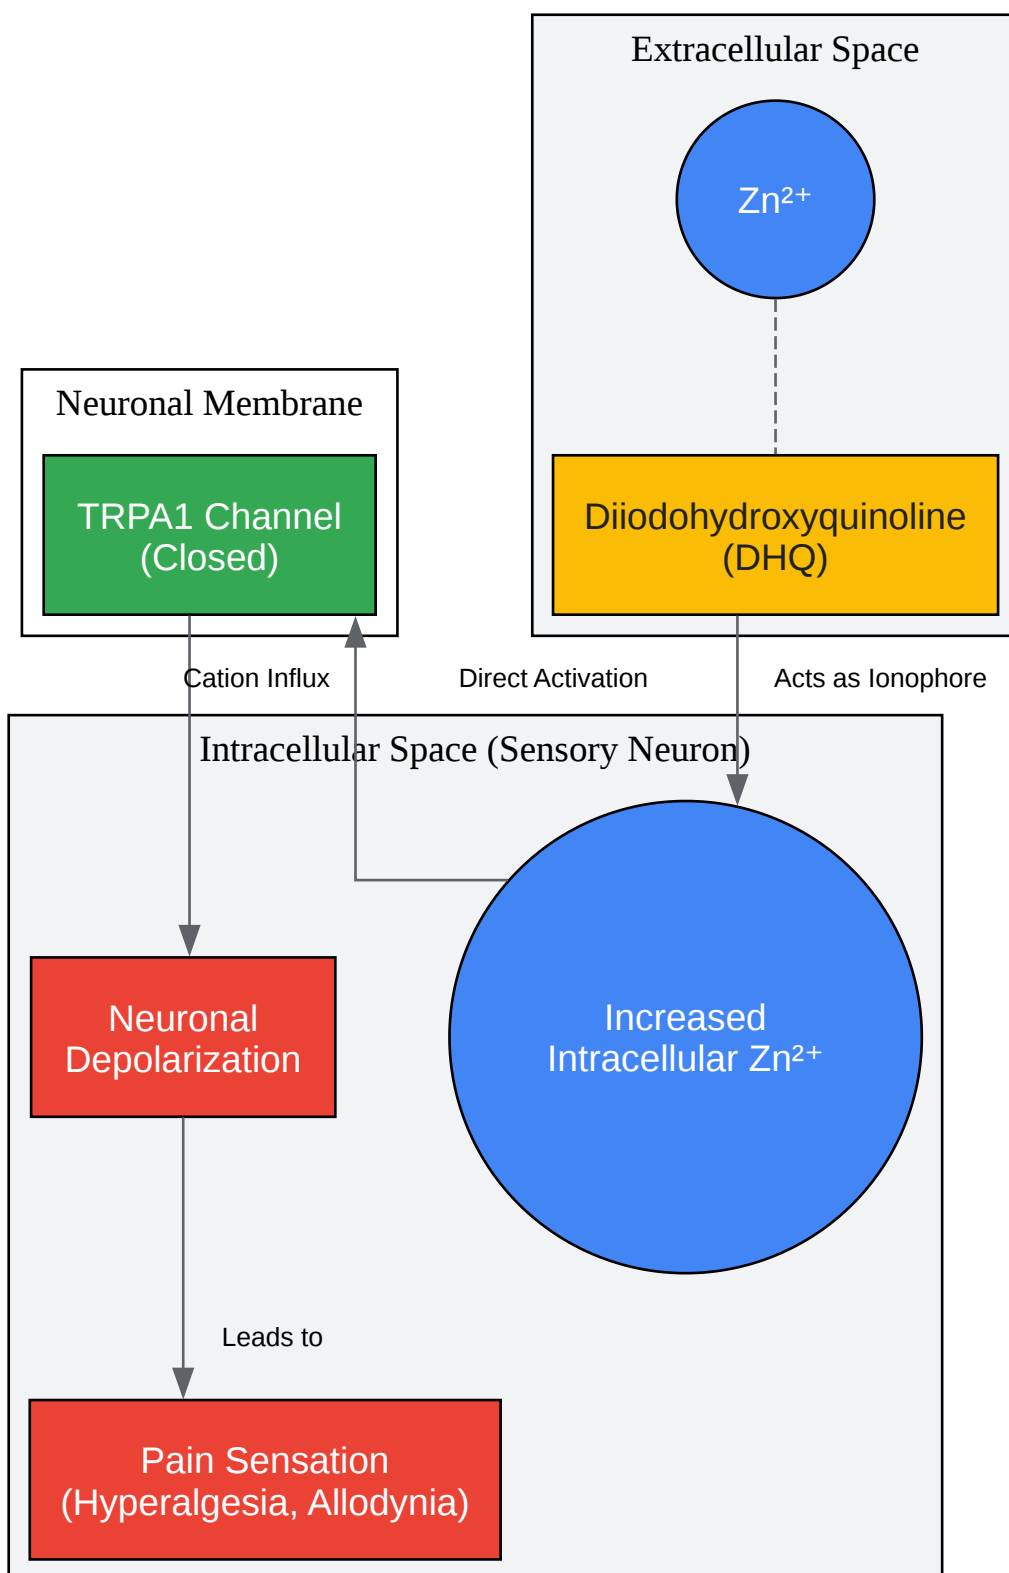 Extracellular Space
Zn²⁺
Neuronal Membrane
TRPA1 Channel
(Closed)
Diiodohydroxyquinoline
(DHQ)
Cation Influx
Direct Activation
Acts as Ionophore
Intracellular Space (Sensory Neuron)
Neuronal
Depolarization
Increased
Intracellular Zn²⁺
Leads to
Pain Sensation
(Hyperalgesia, Allodynia)